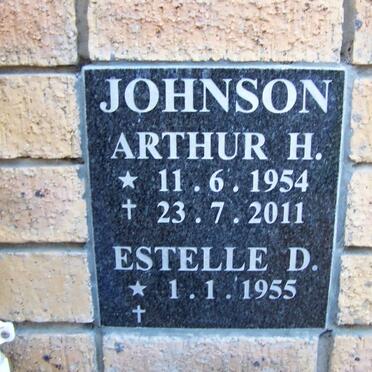 JOHNSON
ARTHUR H.
★ 11.6.1954
✝ 23.7.2011
ESTELLE D.
★ 1.1.1955
✝